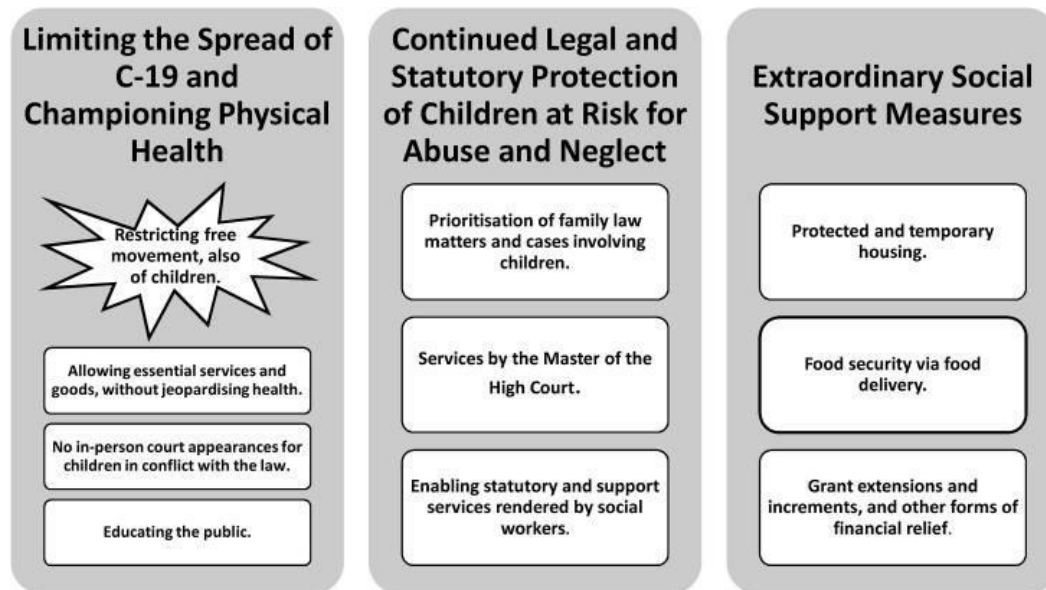 Limiting the Spread of
C-19 and
Championing Physical
Health
Restricting free
movement, also
of children.
Allowing essential services and
goods, without jeopardising health.
No in-person court appearances for
children in conflict with the law.
Educating the public.
Continued Legal and
Statutory Protection
of Children at Risk for
Abuse and Neglect
Prioritisation of family law
matters and cases involving
children.
Services by the Master of the
High Court.
Enabling statutory and support
services rendered by social
workers.
Extraordinary Social
Support Measures
Protected and temporary
housing.
Food security via food
delivery.
Grant extensions and
increments, and other forms of
financial relief.